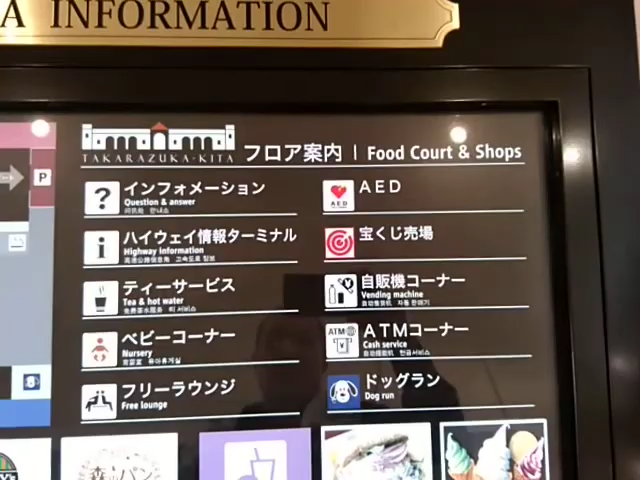 A INFORMATION
TAKARAZUKA-KITA フロア案内 | Food Court & Shops
P
? インフォメーション
Question & answer
i ハイウェイ情報ターミナル
Highway information
ティーサービス
Tea & hot water
ベビーコーナー
Nursery
フリーラウンジ
Free lounge
AED AED
宝くじ売場
自販機コーナー
Vending machine
ATM ATMコーナー
Cash service
ドッグラン
Dog run